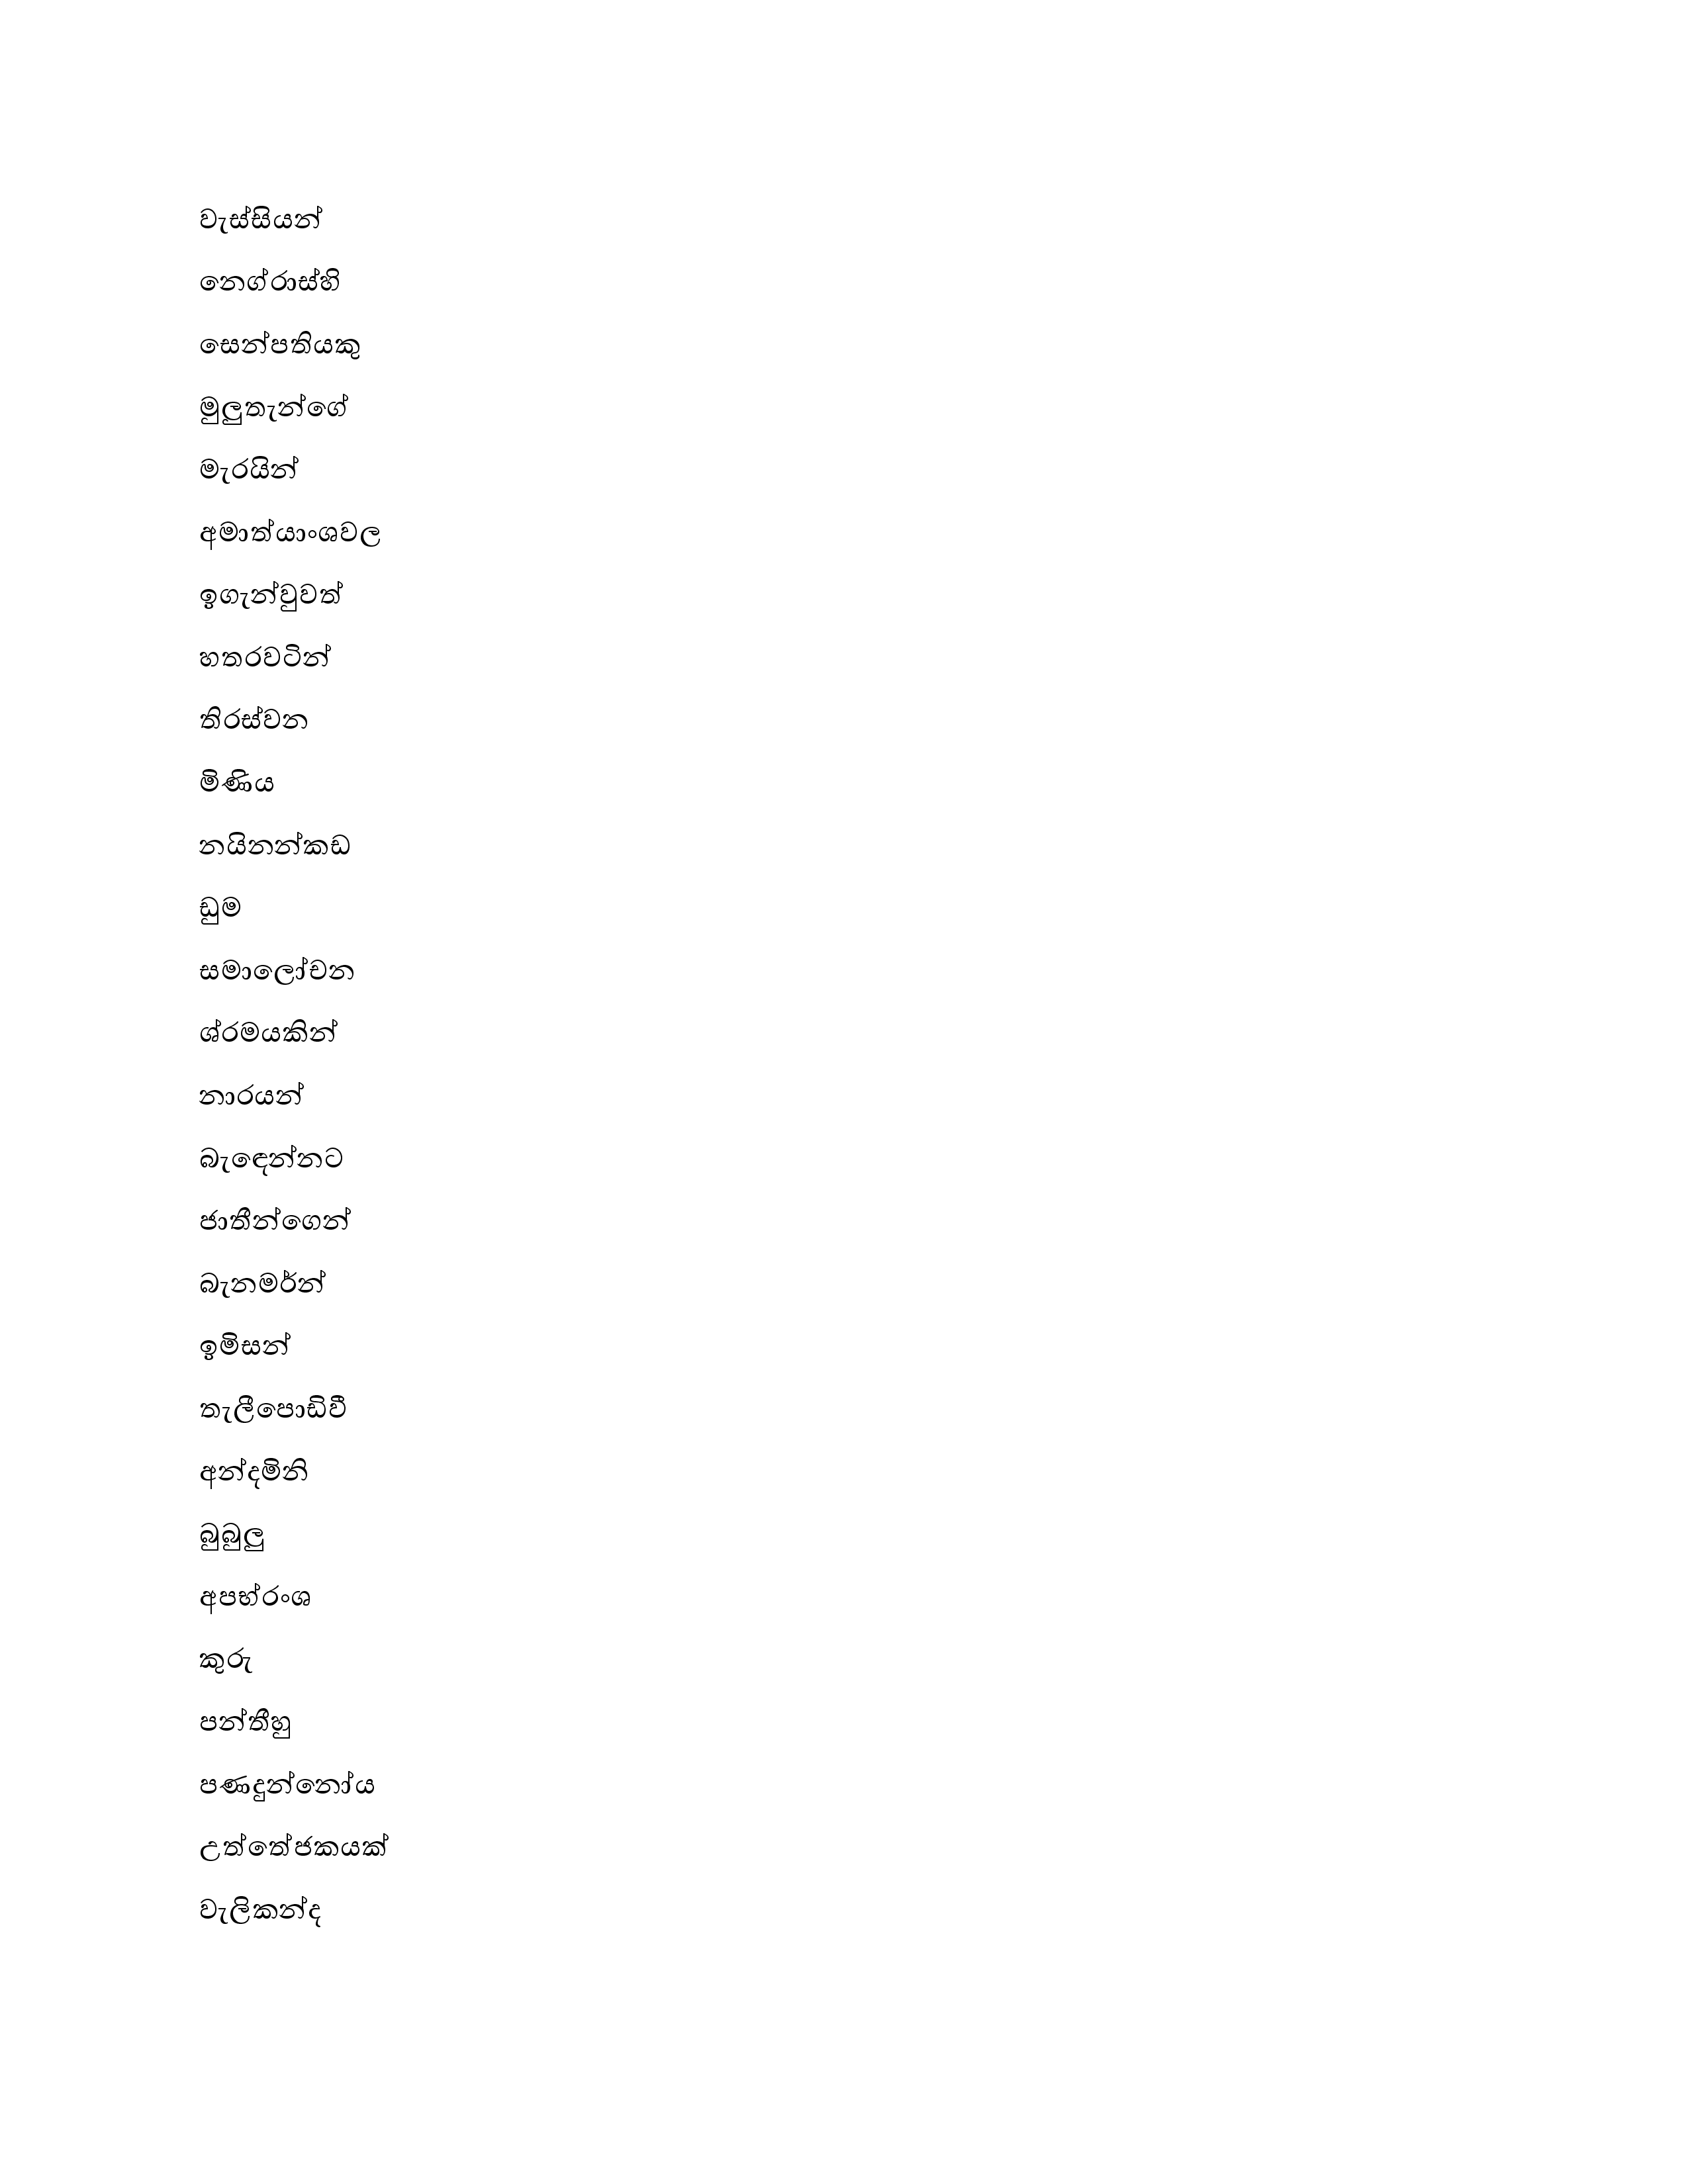 වැස්සියන්
නෙග්රාස්හි
සෙන්පතියකු
මුලුතැන්ගේ
මැරයින්
අමාත්යාංශවල
ඉගැන්වුවත්
හතරවටින්
තිරස්වන
මිණිය
නයිනන්කඩ
ඩුම
සමාලෝචන
ශ්රමයකින්
නාරයන්
බැඳෙන්නට
ජාතීන්ගෙන්
බැනමර්න්
ඉමිසන්
තැලීපොඩිවී
අන්දමිනි
බුබුලු
අපභ්රංශ
කුරු
පන්තීහු
පණදුන්නෝය
උත්තේජකයක්
වැලිකන්ද